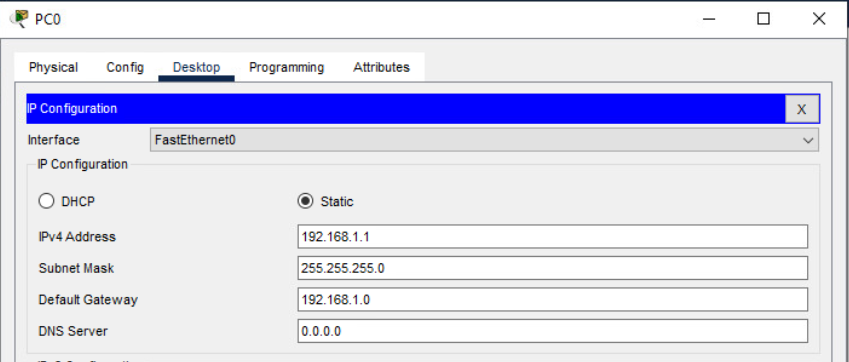 PC0
Physical Config Desktop Programming Attributes
IP Configuration
X
Interface FastEthernet0
IP Configuration
DHCP Static
IPv4 Address 192.168.1.1
Subnet Mask 255.255.255.0
Default Gateway 192.168.1.0
DNS Server 0.0.0.0